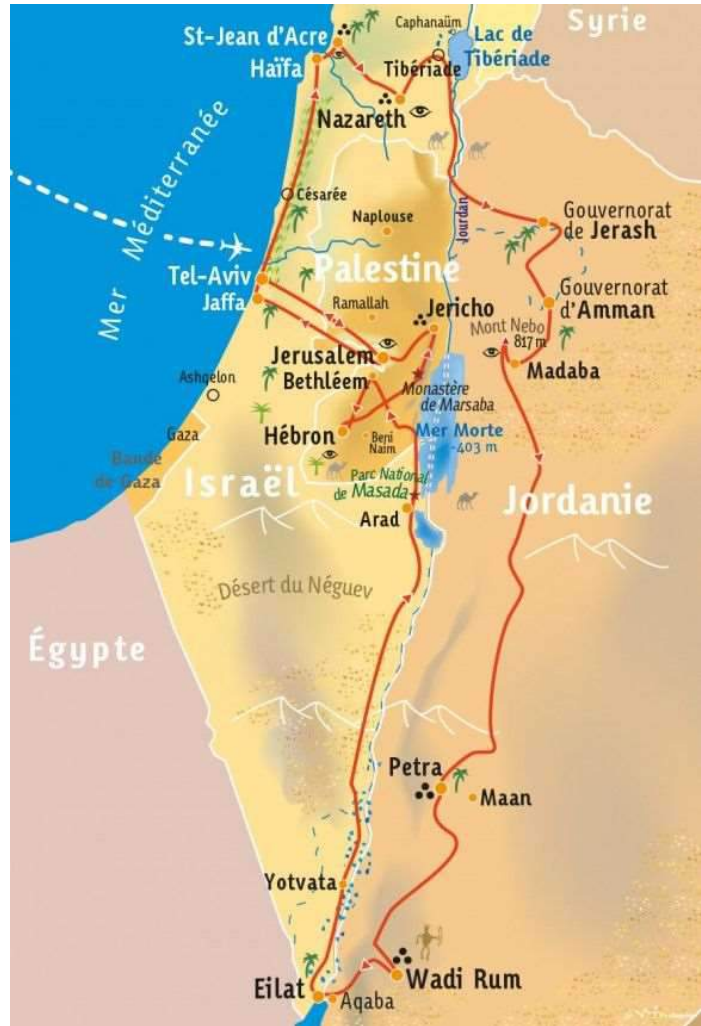 Syrie
Caphanaüm
St-Jean d'Acre
Lac de
Tibériade
Haïfa
Tibériade
Nazareth
Mer Méditerranée
Césarée
Jourdan
Naplouse
Gouvernorat
de Jerash
Tel-Aviv
Palestine
Jaffa
Gouvernorat
d'Amman
Ramallah
Jericho
Mont Nebo
817 m
Jerusalem
Madaba
Bethléem
Monastère
de Marsaba
Ashqelon
Mer Morte
-403 m
Gaza
Hébron
Beni
Naim
Bande
de Gaza
Israël
Parc National
de Masada
Jordanie
Arad
Désert du Néguev
Égypte
Petra
Maan
Yotvata
Wadi Rum
Eilat
Aqaba